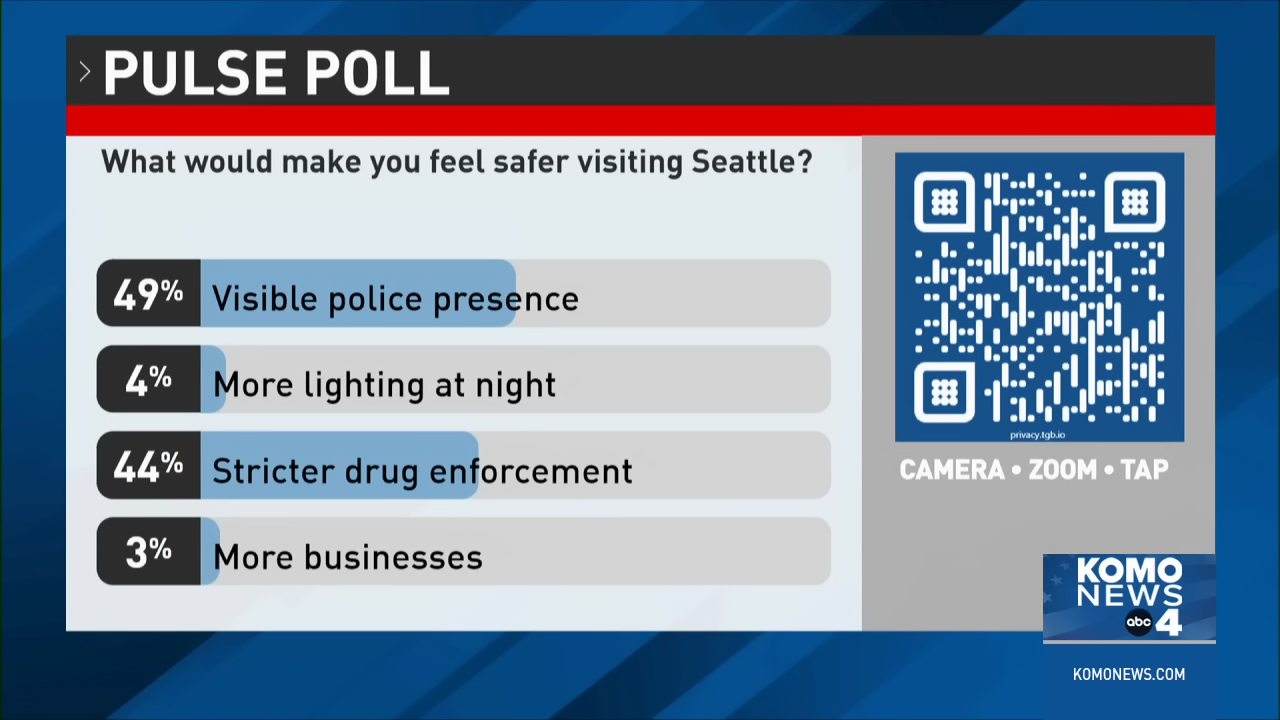 > PULSE POLL
What would make you feel safer visiting Seattle?
49% Visible police presence
4% More lighting at night
44% Stricter drug enforcement
3% More businesses
privacy.tgb.io
CAMERA • ZOOM • TAP
KOMO
NEWS
abc 4
KOMONEWS.COM